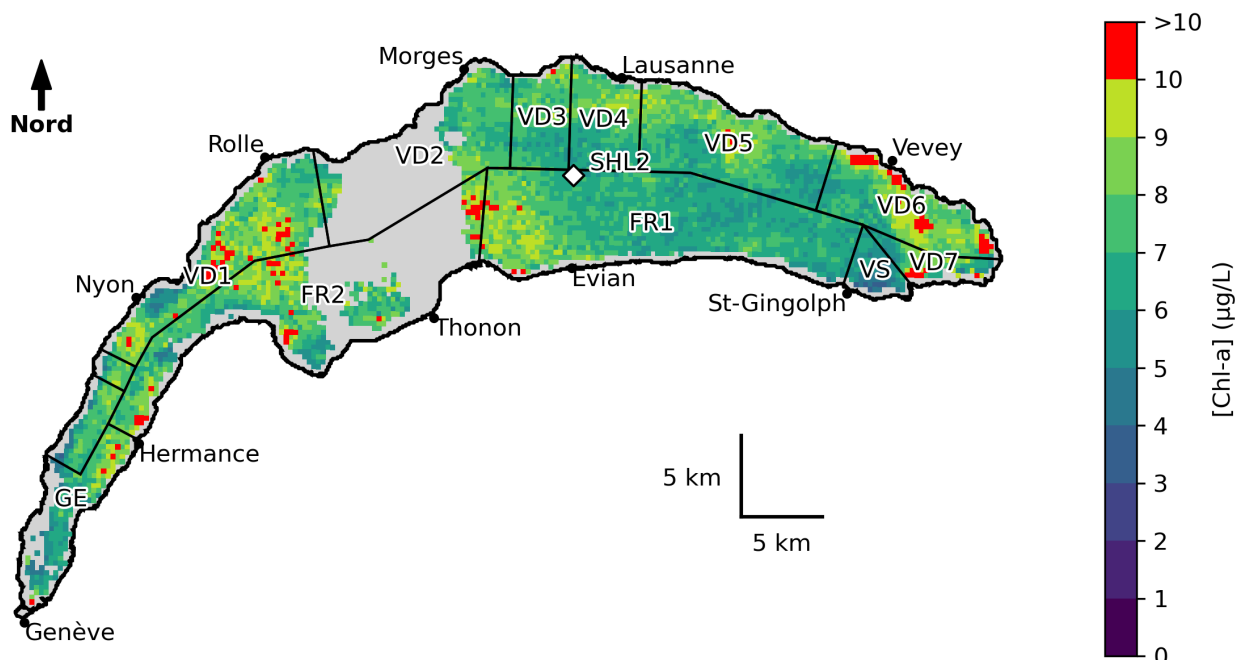 >10
Morges
Lausanne
Nord
10
VD3
VD4
9
Rolle
VD2
VD5
Vevey
SHL2
8
VD6
FR1
7
Nyon
VD1
VS
VD7
FR2
Evian
St-Gingolph
6
Thonon
5
4
Hermance
5 km
3
GE
5 km
2
1
Genève
0
[Chl-a] (μg/L)